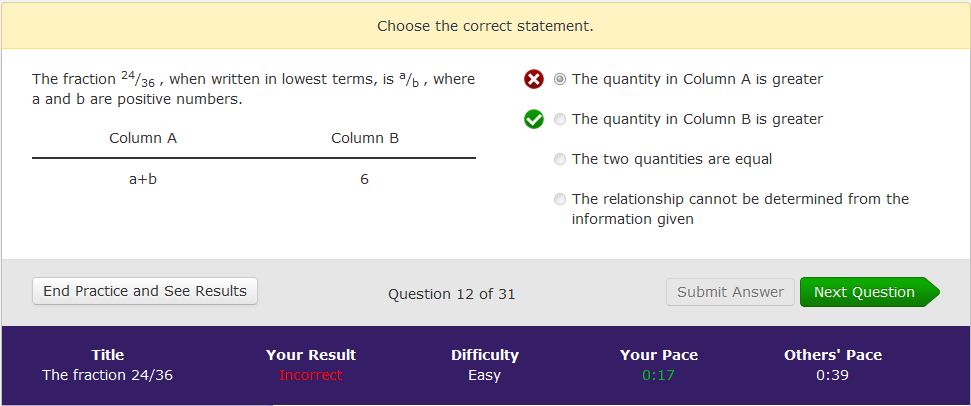 Choose the correct statement.
The fraction 24/36 , when written in lowest terms, is a/b , where
a and b are positive numbers.
Column A Column B
a+b 6
The quantity in Column A is greater
The quantity in Column B is greater
The two quantities are equal
The relationship cannot be determined from the
information given
End Practice and See Results Question 12 of 31 Submit Answer Next Question
Title Your Result Difficulty Your Pace Others' Pace
The fraction 24/36 Incorrect Easy 0:17 0:39